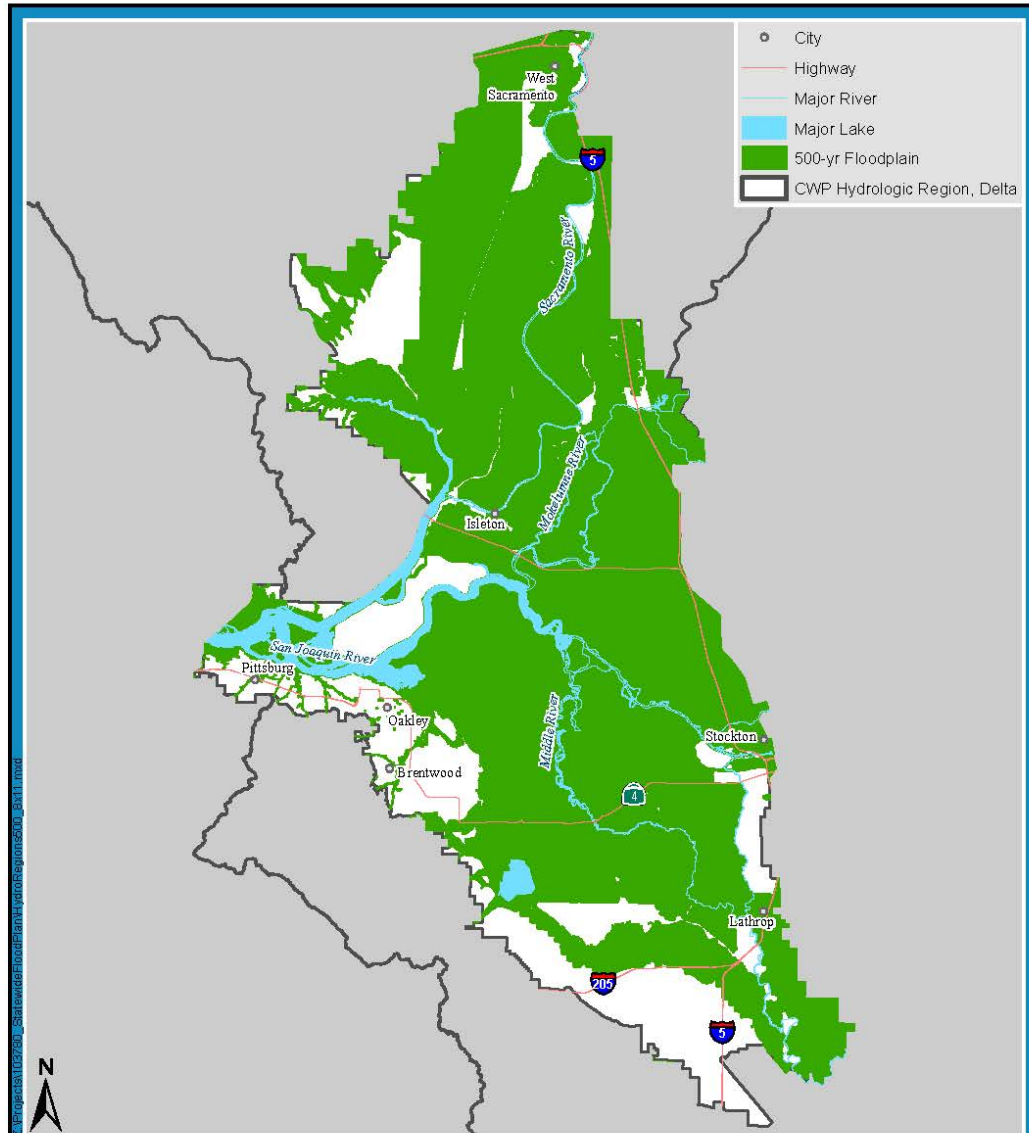 City
Highway
Major River
Major Lake
500-yr Floodplain
CWP Hydrologic Region, Delta
West
Sacramento
5
Sacramento River
Mokelumne River
Isleton
San Joaquin River
Pittsburg
Oakley
Stockton
Middle River
Brentwood
4
Lathrop
205
5
N